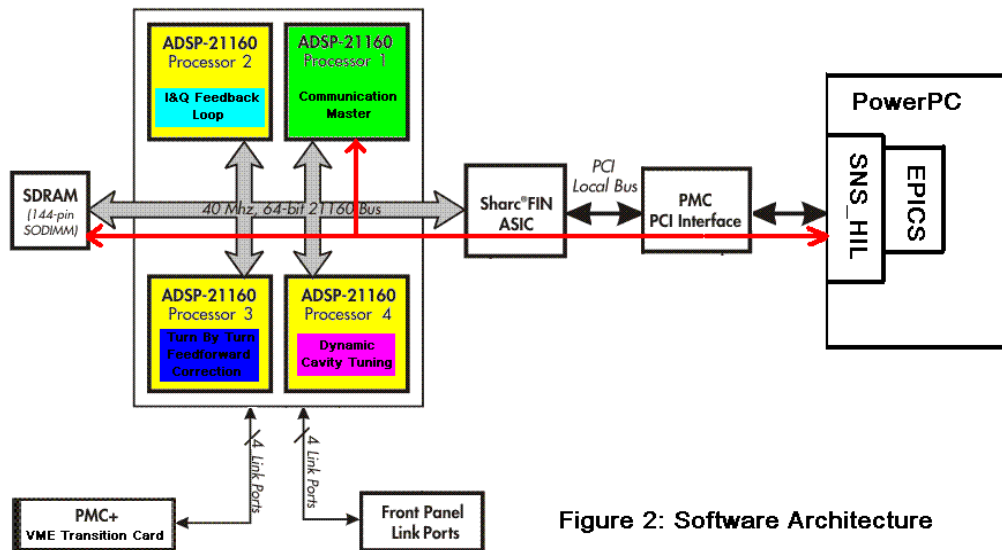 ADSP-21160
Processor 2
I&Q Feedback
Loop
ADSP-21160
Processor 1
Communication
Master
PowerPC
SNS_HIL
EPICS
SDRAM
(144-pin
SODIMM)
40 Mhz, 64-bit 21160 Bus
Sharc®FIN
ASIC
PCI
Local Bus
PMC
PCI Interface
ADSP-21160
Processor 3
Turn By Turn
Feedforward
Correction
ADSP-21160
Processor 4
Dynamic
Cavity Tuning
4 Link Ports
4 Link Ports
PMC+
VME Transition Card
Front Panel
Link Ports
Figure 2: Software Architecture